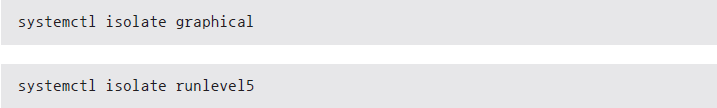 systemctl isolate graphical
systemctl isolate runlevel5